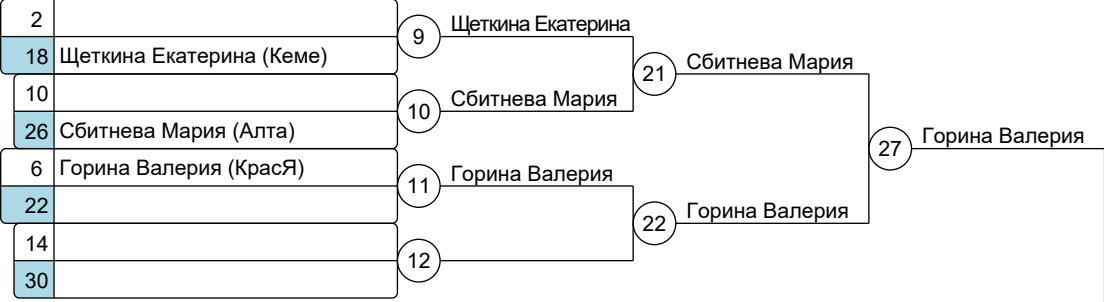 2
9
Щеткина Екатерина
18 Щеткина Екатерина (Кеме)
21
Сбитнева Мария
10
10
Сбитнева Мария
26 Сбитнева Мария (Алта)
27
Горина Валерия
6 Горина Валерия (КрасЯ)
11
Горина Валерия
22
22
Горина Валерия
14
12
30